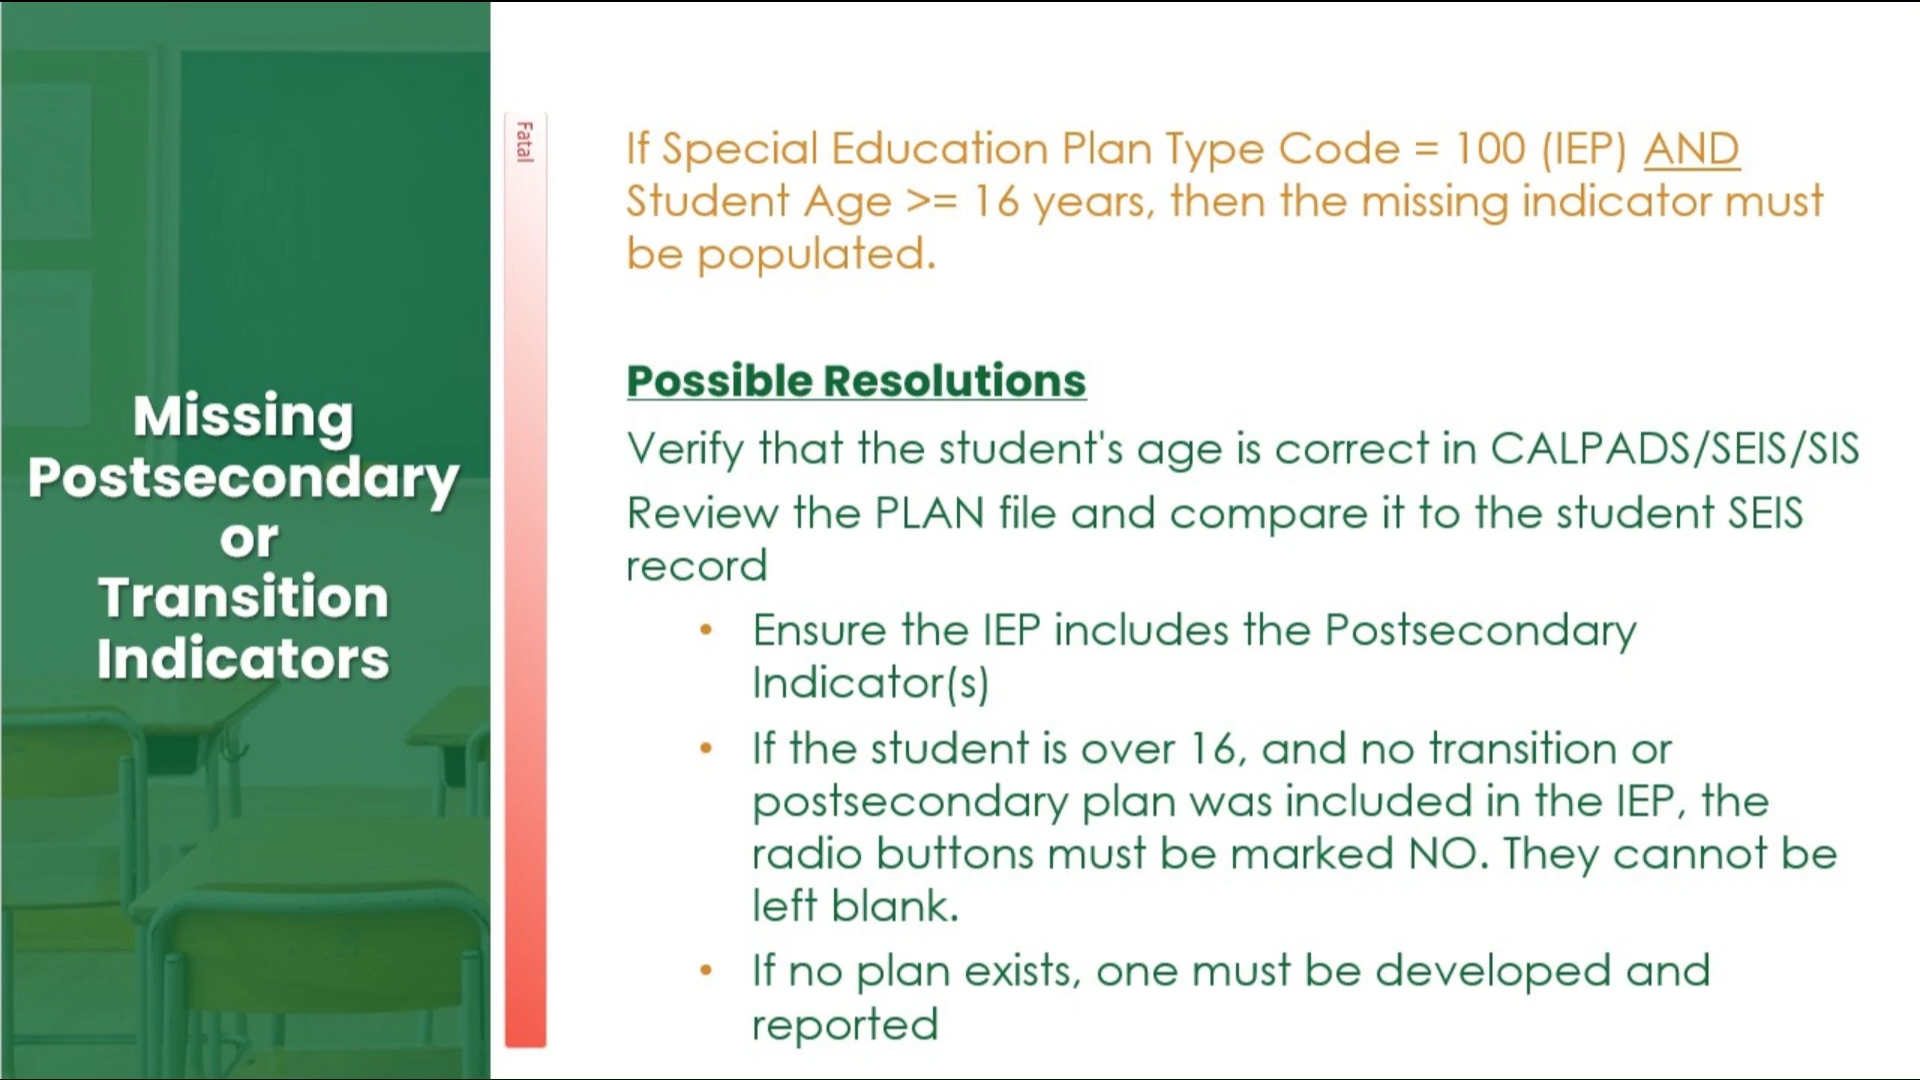 Missing
Postsecondary
or
Transition
Indicators
Fatal
If Special Education Plan Type Code = 100 (IEP) AND
Student Age >= 16 years, then the missing indicator must
be populated.
Possible Resolutions
Verify that the student's age is correct in CALPADS/SEIS/SIS
Review the PLAN file and compare it to the student SEIS
record
• Ensure the IEP includes the Postsecondary
Indicator(s)
• If the student is over 16, and no transition or
postsecondary plan was included in the IEP, the
radio buttons must be marked NO. They cannot be
left blank.
• If no plan exists, one must be developed and
reported